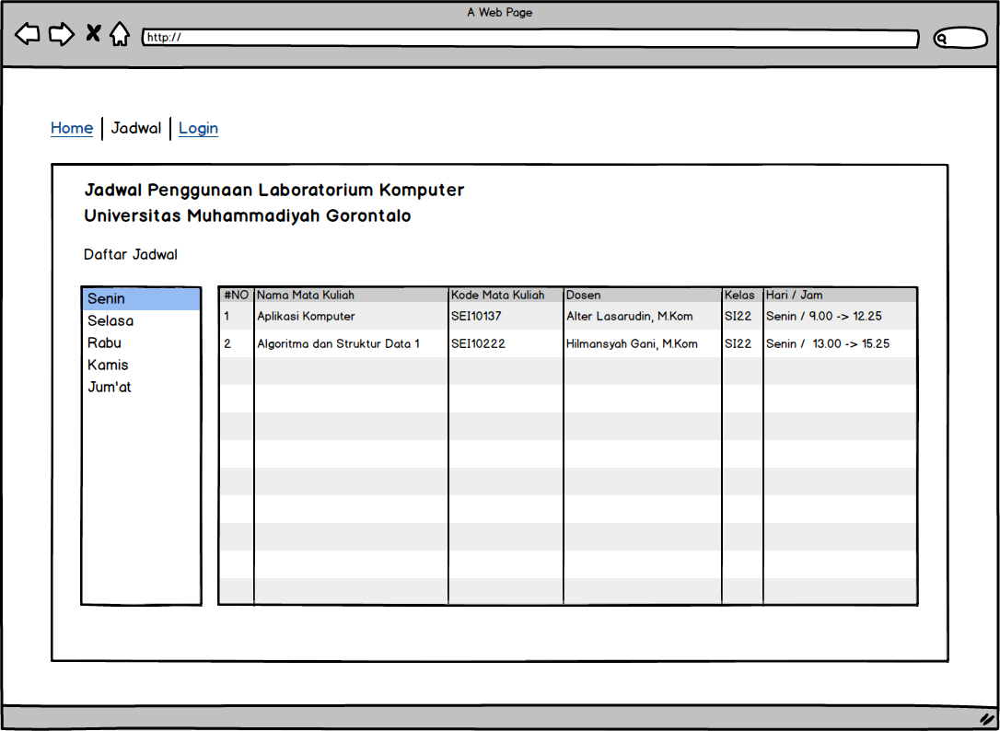 A Web Page
http://
Home | Jadwal | Login
Jadwal Penggunaan Laboratorium Komputer
Universitas Muhammadiyah Gorontalo
Daftar Jadwal
Senin
Selasa
Rabu
Kamis
Jum'at
#NO Nama Mata Kuliah Kode Mata Kuliah Dosen Kelas Hari / Jam
1 Aplikasi Komputer SEI10137 Alter Lasarudin, M.Kom SI22 Senin / 9.00 -> 12.25
2 Algoritma dan Struktur Data 1 SEI10222 Hilmansyah Gani, M.Kom SI22 Senin / 13.00 -> 15.25